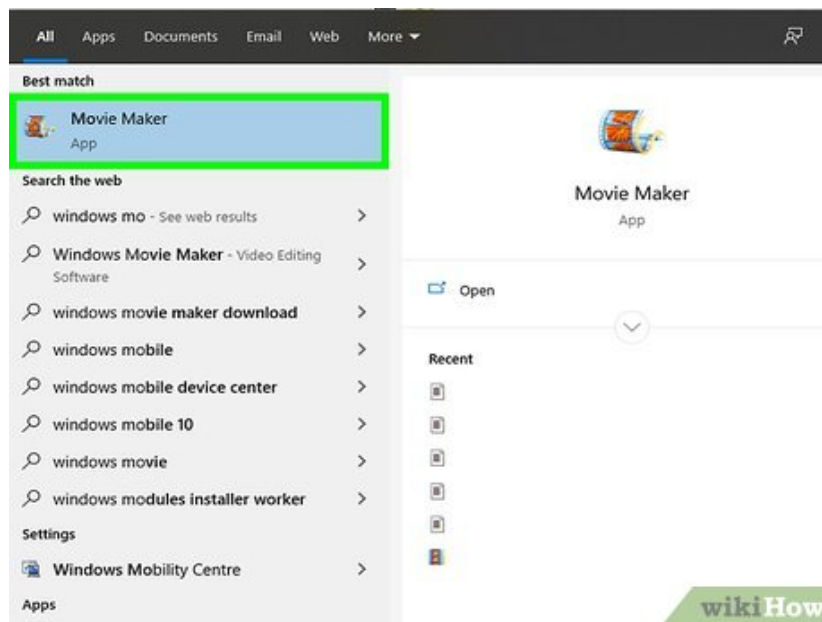 All Apps Documents Email Web More
Best match
Movie Maker
App
Search the web
windows mo - See web results
Windows Movie Maker - Video Editing
Software
windows movie maker download
windows mobile
windows mobile device center
windows mobile 10
windows movie
windows modules installer worker
Settings
Windows Mobility Centre
Apps
Movie Maker
App
Open
Recent
wikiHow